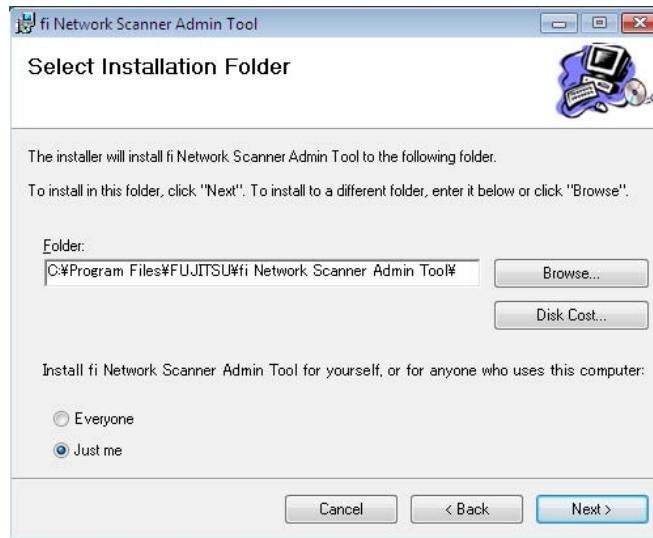 fi Network Scanner Admin Tool
Select Installation Folder
The installer will install fi Network Scanner Admin Tool to the following folder.
To install in this folder, click "Next". To install to a different folder, enter it below or click "Browse".
Folder:
C:¥Program Files¥FUJITSU¥fi Network Scanner Admin Tool¥
Browse...
Disk Cost...
Install fi Network Scanner Admin Tool for yourself, or for anyone who uses this computer:
Everyone
Just me
Cancel
< Back
Next >